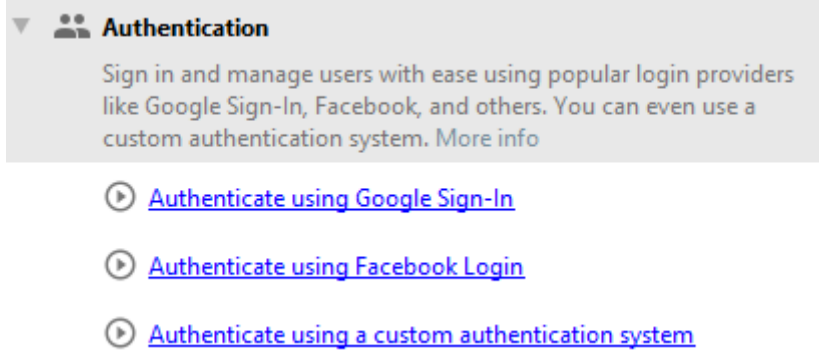 Authentication
Sign in and manage users with ease using popular login providers
like Google Sign-In, Facebook, and others. You can even use a
custom authentication system. More info
Authenticate using Google Sign-In
Authenticate using Facebook Login
Authenticate using a custom authentication system